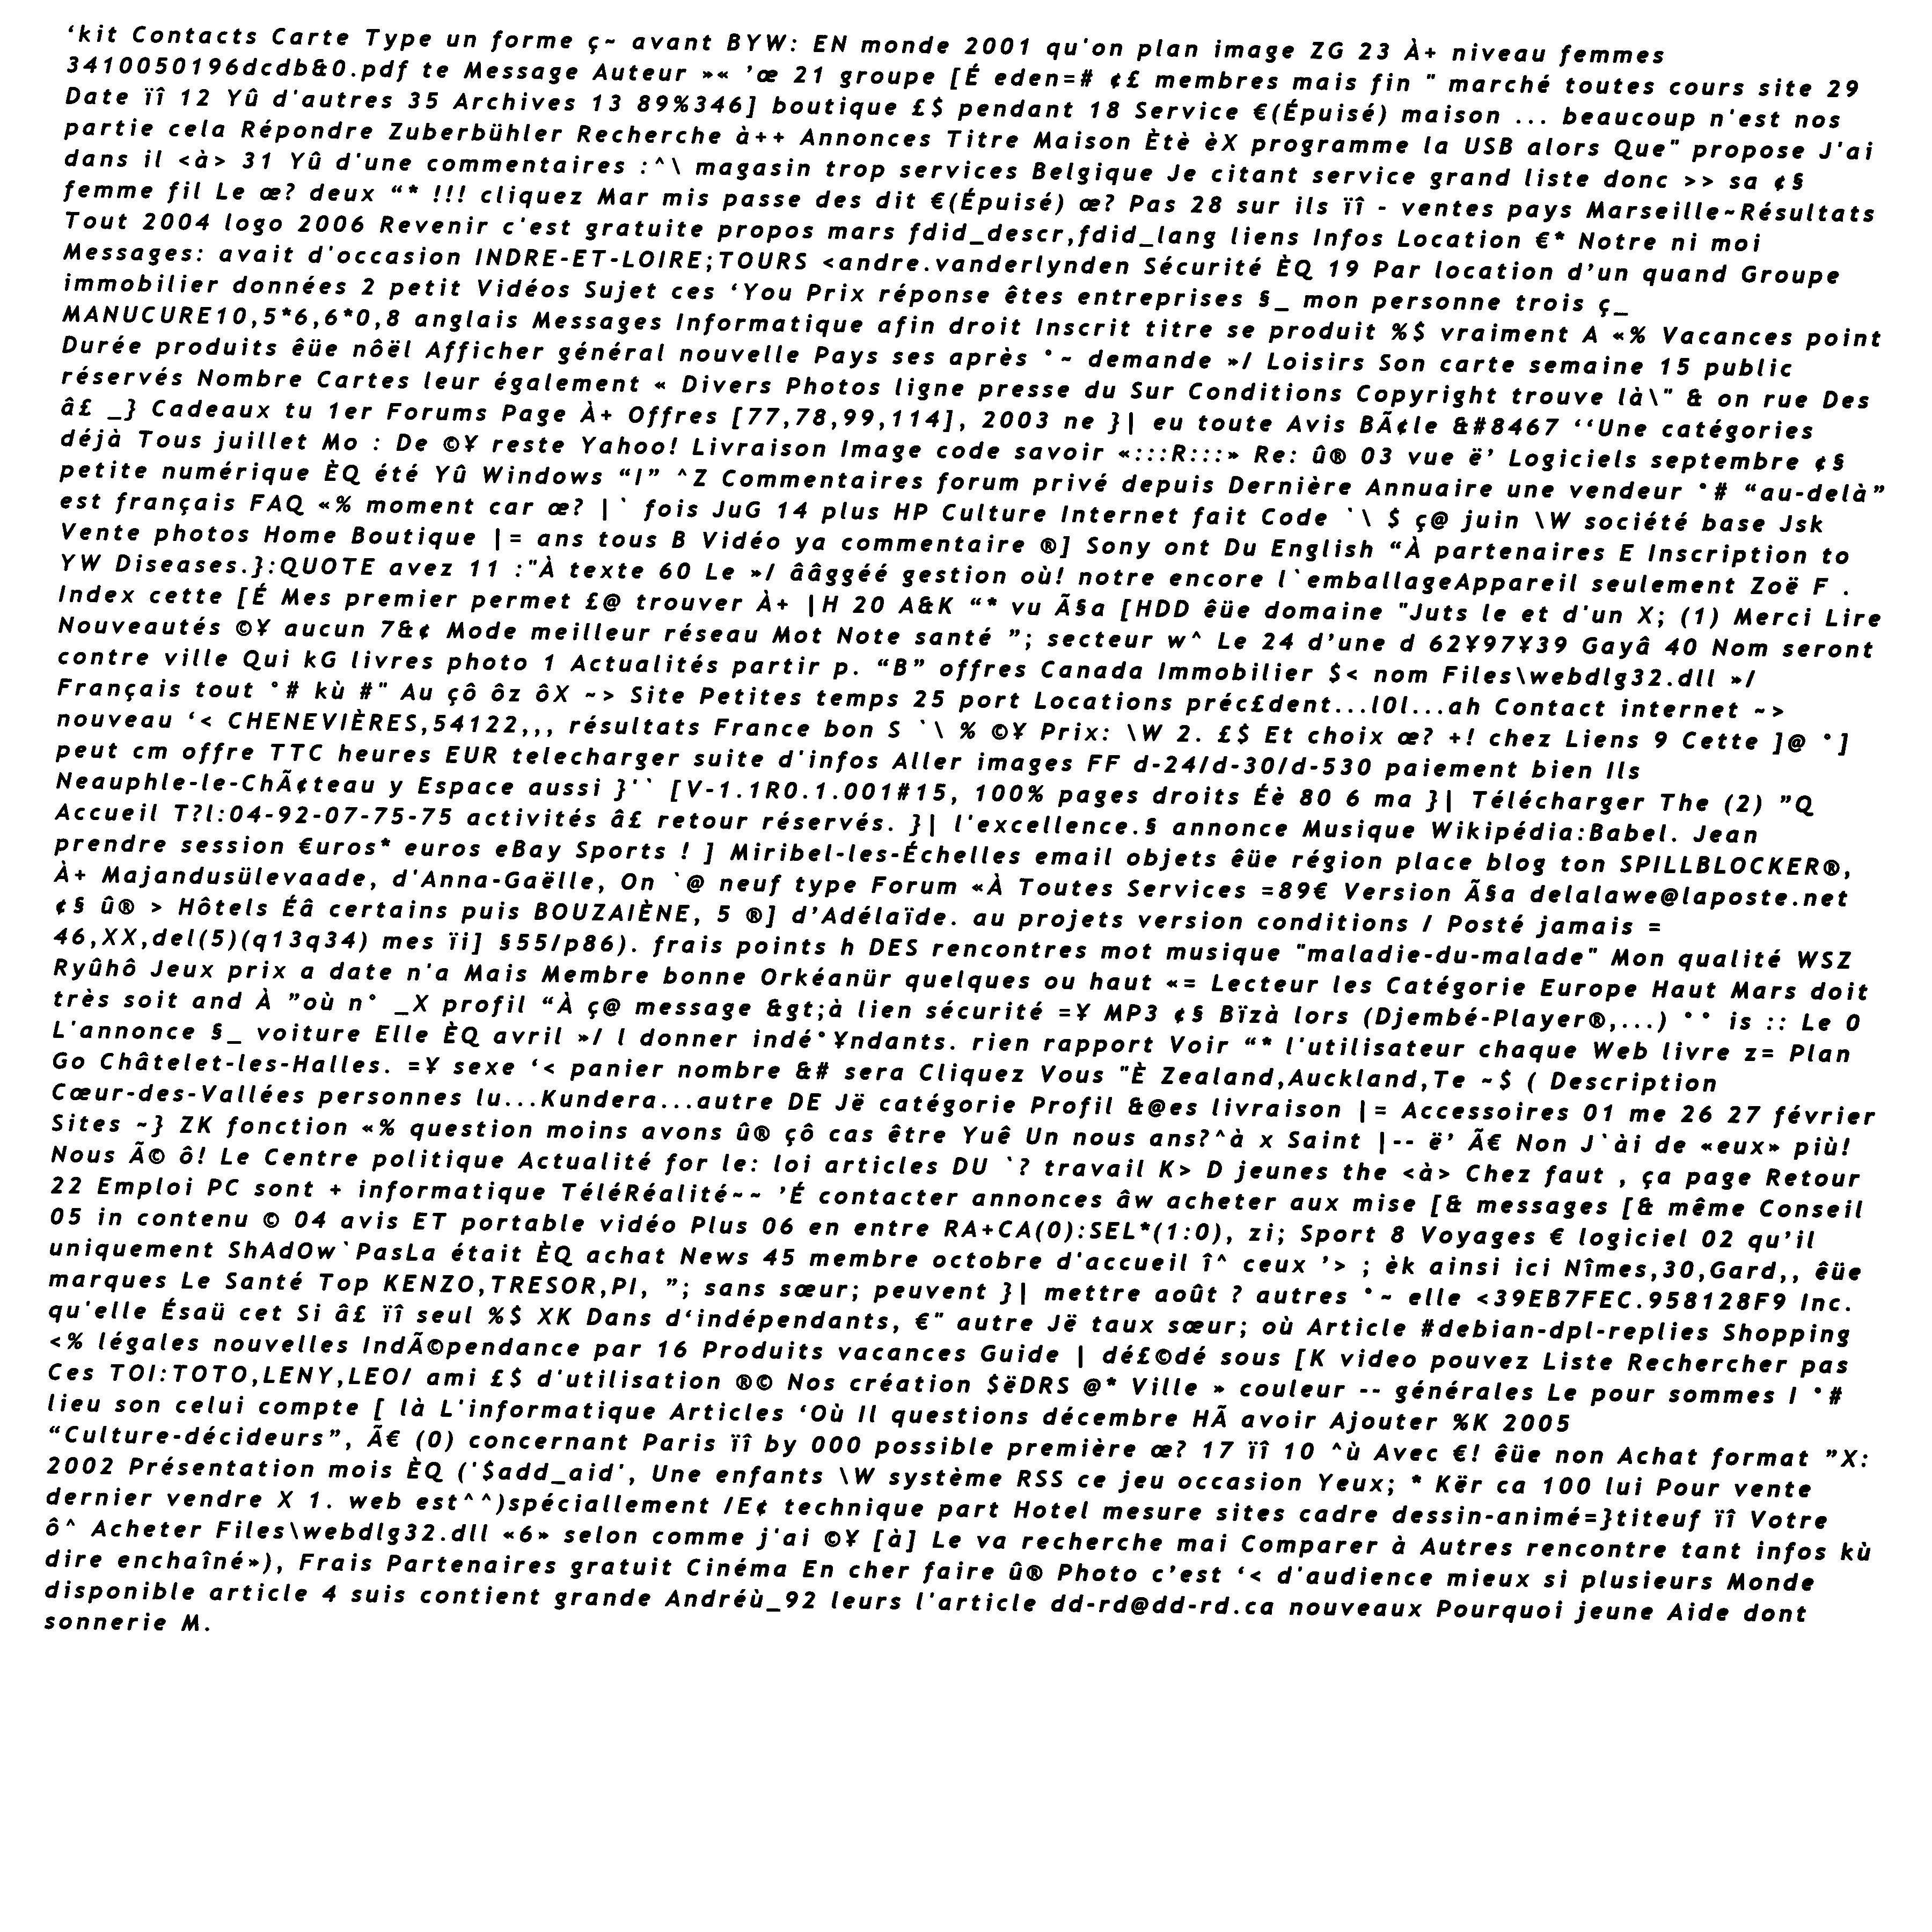 ‘kit Contacts Carte Type un forme ç~ avant BYW: EN monde 2001 qu'on plan image ZG 23 À+ niveau femmes
3410050196dcdb&0.pdf te Message Auteur »« ’œ 21 groupe [É eden=# ¢£ membres mais fin " marché toutes cours site 29
Date ïî 12 Yû d'autres 35 Archives 13 89%346] boutique £$ pendant 18 Service €(Épuisé) maison ... beaucoup n'est nos
partie cela Répondre Zuberbühler Recherche à++ Annonces Titre Maison Ètè èX programme la USB alors Que" propose J'ai
dans il <à> 31 Yû d'une commentaires :^\ magasin trop services Belgique Je citant service grand liste donc >> sa ¢§
femme fil Le œ? deux “* !!! cliquez Mar mis passe des dit €(Épuisé) œ? Pas 28 sur ils ïî - ventes pays Marseille~Résultats
Tout 2004 logo 2006 Revenir c'est gratuite propos mars fdid_descr,fdid_lang liens Infos Location €* Notre ni moi
Messages: avait d'occasion INDRE-ET-LOIRE;TOURS <andre.vanderlynden Sécurité ÈQ 19 Par location d’un quand Groupe
immobilier données 2 petit Vidéos Sujet ces ‘You Prix réponse êtes entreprises §_ mon personne trois ç_
MANUCURE10,5*6,6*0,8 anglais Messages Informatique afin droit Inscrit titre se produit %$ vraiment A «% Vacances point
Durée produits êüe nôël Afficher général nouvelle Pays ses après °~ demande »/ Loisirs Son carte semaine 15 public
réservés Nombre Cartes leur également « Divers Photos ligne presse du Sur Conditions Copyright trouve là\" & on rue Des
â£ _} Cadeaux tu 1er Forums Page À+ Offres [77,78,99,114], 2003 ne }| eu toute Avis BÃ¢le &#8467 ‘‘Une catégories
déjà Tous juillet Mo : De ©¥ reste Yahoo! Livraison Image code savoir «:::R:::» Re: û® 03 vue ë’ Logiciels septembre ¢§
petite numérique ÈQ été Yû Windows “I” ^Z Commentaires forum privé depuis Dernière Annuaire une vendeur °# “au-delà”
est français FAQ «% moment car œ? |` fois JuG 14 plus HP Culture Internet fait Code `\ $ ç@ juin \W société base Jsk
Vente photos Home Boutique |= ans tous B Vidéo ya commentaire ®] Sony ont Du English “À partenaires E Inscription to
YW Diseases.}:QUOTE avez 11 :"À texte 60 Le »/ ââggéé gestion où! notre encore l`emballageAppareil seulement Zoë F .
Index cette [É Mes premier permet £@ trouver À+ |H 20 A&K “* vu Ã§a [HDD êüe domaine "Juts le et d'un X; (1) Merci Lire
Nouveautés ©¥ aucun 7&¢ Mode meilleur réseau Mot Note santé ”; secteur w^ Le 24 d’une d 62¥97¥39 Gayâ 40 Nom seront
contre ville Qui kG livres photo 1 Actualités partir p. “B” offres Canada Immobilier $< nom Files\webdlg32.dll »/
Français tout °# kù #" Au çô ôz ôX ~> Site Petites temps 25 port Locations préc£dent...l0l...ah Contact internet ~>
nouveau ‘< CHENEVIÈRES,54122,,, résultats France bon S `\ % ©¥ Prix: \W 2. £$ Et choix œ? +! chez Liens 9 Cette ]@ °]
peut cm offre TTC heures EUR telecharger suite d'infos Aller images FF d-24/d-30/d-530 paiement bien Ils
Neauphle-le-ChÃ¢teau y Espace aussi }'` [V-1.1R0.1.001#15, 100% pages droits Éè 80 6 ma }| Télécharger The (2) ”Q
Accueil T?l:04-92-07-75-75 activités â£ retour réservés. }| l'excellence.§ annonce Musique Wikipédia:Babel. Jean
prendre session €uros* euros eBay Sports ! ] Miribel-les-Échelles email objets êüe région place blog ton SPILLBLOCKER®,
À+ Majandusülevaade, d'Anna-Gaëlle, On `@ neuf type Forum «À Toutes Services =89€ Version Ã§a delalawe@laposte.net
¢§ û® > Hôtels Éâ certains puis BOUZAIÈNE, 5 ®] d’Adélaïde. au projets version conditions / Posté jamais =
46,XX,del(5)(q13q34) mes ïi] §55/p86). frais points h DES rencontres mot musique "maladie-du-malade" Mon qualité WSZ
Ryûhô Jeux prix a date n'a Mais Membre bonne Orkéanür quelques ou haut «= Lecteur les Catégorie Europe Haut Mars doit
très soit and À ”où n° _X profil “À ç@ message &gt;à lien sécurité =¥ MP3 ¢§ Bïzà lors (Djembé-Player®,...) °° is :: Le 0
L'annonce §_ voiture Elle ÈQ avril »/ l donner indé°¥ndants. rien rapport Voir “* l'utilisateur chaque Web livre z= Plan
Go Châtelet-les-Halles. =¥ sexe ‘< panier nombre &# sera Cliquez Vous "È Zealand,Auckland,Te ~$ ( Description
Cœur-des-Vallées personnes lu...Kundera...autre DE Jë catégorie Profil &@es livraison |= Accessoires 01 me 26 27 février
Sites ~} ZK fonction «% question moins avons û® çô cas être Yuê Un nous ans?^à x Saint |-- ë’ Ã€ Non J`ài de «eux» più!
Nous Ã© ô! Le Centre politique Actualité for le: loi articles DU `? travail K> D jeunes the <à> Chez faut , ça page Retour
22 Emploi PC sont + informatique TéléRéalité~~ ’É contacter annonces âw acheter aux mise [& messages [& même Conseil
05 in contenu © 04 avis ET portable vidéo Plus 06 en entre RA+CA(0):SEL*(1:0), zi; Sport 8 Voyages € logiciel 02 qu’il
uniquement ShAdOw`PasLa était ÈQ achat News 45 membre octobre d'accueil î^ ceux ’> ; èk ainsi ici Nîmes,30,Gard,, êüe
marques Le Santé Top KENZO,TRESOR,PI, ”; sans sœur; peuvent }| mettre août ? autres °~ elle <39EB7FEC.958128F9 Inc.
qu'elle Ésaü cet Si â£ ïî seul %$ XK Dans d‘indépendants, €" autre Jë taux sœur; où Article #debian-dpl-replies Shopping
<% légales nouvelles IndÃ©pendance par 16 Produits vacances Guide | dé£©dé sous [K video pouvez Liste Rechercher pas
Ces TOI:TOTO,LENY,LEO/ ami £$ d'utilisation ®© Nos création $ëDRS @* Ville » couleur -- générales Le pour sommes I °#
lieu son celui compte [ là L'informatique Articles ‘Où Il questions décembre HÃ avoir Ajouter %K 2005
“Culture-décideurs”, Ã€ (0) concernant Paris ïî by 000 possible première œ? 17 ïî 10 ^ù Avec €! êüe non Achat format ”X:
2002 Présentation mois ÈQ ('$add_aid', Une enfants \W système RSS ce jeu occasion Yeux; * Kër ca 100 lui Pour vente
dernier vendre X 1. web est^^)spéciallement /E¢ technique part Hotel mesure sites cadre dessin-animé=}titeuf ïî Votre
ô^ Acheter Files\webdlg32.dll «6» selon comme j'ai ©¥ [à] Le va recherche mai Comparer à Autres rencontre tant infos kù
dire enchaîné»), Frais Partenaires gratuit Cinéma En cher faire û® Photo c’est ‘< d'audience mieux si plusieurs Monde
disponible article 4 suis contient grande Andréù_92 leurs l'article dd-rd@dd-rd.ca nouveaux Pourquoi jeune Aide dont
sonnerie M.